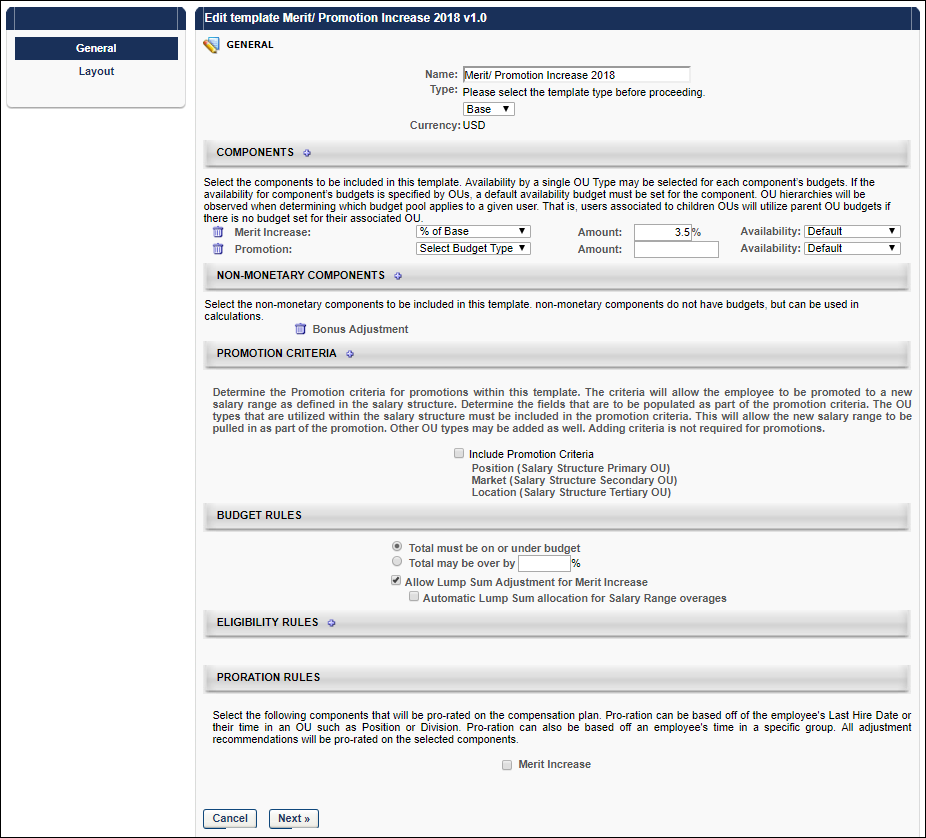 Edit template Merit/ Promotion Increase 2018 v1.0
General
Layout
GENERAL
Name: Merit/ Promotion Increase 2018
Type: Please select the template type before proceeding.
Base
Currency: USD
COMPONENTS
Select the components to be included in this template. Availability by a single OU Type may be selected for each component's budgets. If the
availability for component's budgets is specified by OUs, a default availability budget must be set for the component. OU hierarchies will be
observed when determining which budget pool applies to a given user. That is, users associated to children OUs will utilize parent OU budgets if
there is no budget set for their associated OU.
Merit Increase: % of Base Amount: 3.5% Availability: Default
Promotion: Select Budget Type Amount: Availability: Default
NON-MONETARY COMPONENTS
Select the non-monetary components to be included in this template. non-monetary components do not have budgets, but can be used in
calculations.
Bonus Adjustment
PROMOTION CRITERIA
Determine the Promotion criteria for promotions within this template. The criteria will allow the employee to be promoted to a new
salary range as defined in the salary structure. Determine the fields that are to be populated as part of the promotion criteria. The OU
types that are utilized within the salary structure must be included in the promotion criteria. This will allow the new salary range to be
pulled in as part of the promotion. Other OU types may be added as well. Adding criteria is not required for promotions.
Include Promotion Criteria
Position (Salary Structure Primary OU)
Market (Salary Structure Secondary OU)
Location (Salary Structure Tertiary OU)
BUDGET RULES
Total must be on or under budget
Total may be over by %
Allow Lump Sum Adjustment for Merit Increase
Automatic Lump Sum allocation for Salary Range overages
ELIGIBILITY RULES
PRORATION RULES
Select the following components that will be pro-rated on the compensation plan. Pro-ration can be based off of the employee's Last Hire Date or
their time in an OU such as Position or Division. Pro-ration can also be based off an employee's time in a specific group. All adjustment
recommendations will be pro-rated on the selected components.
Merit Increase
Cancel
Next »